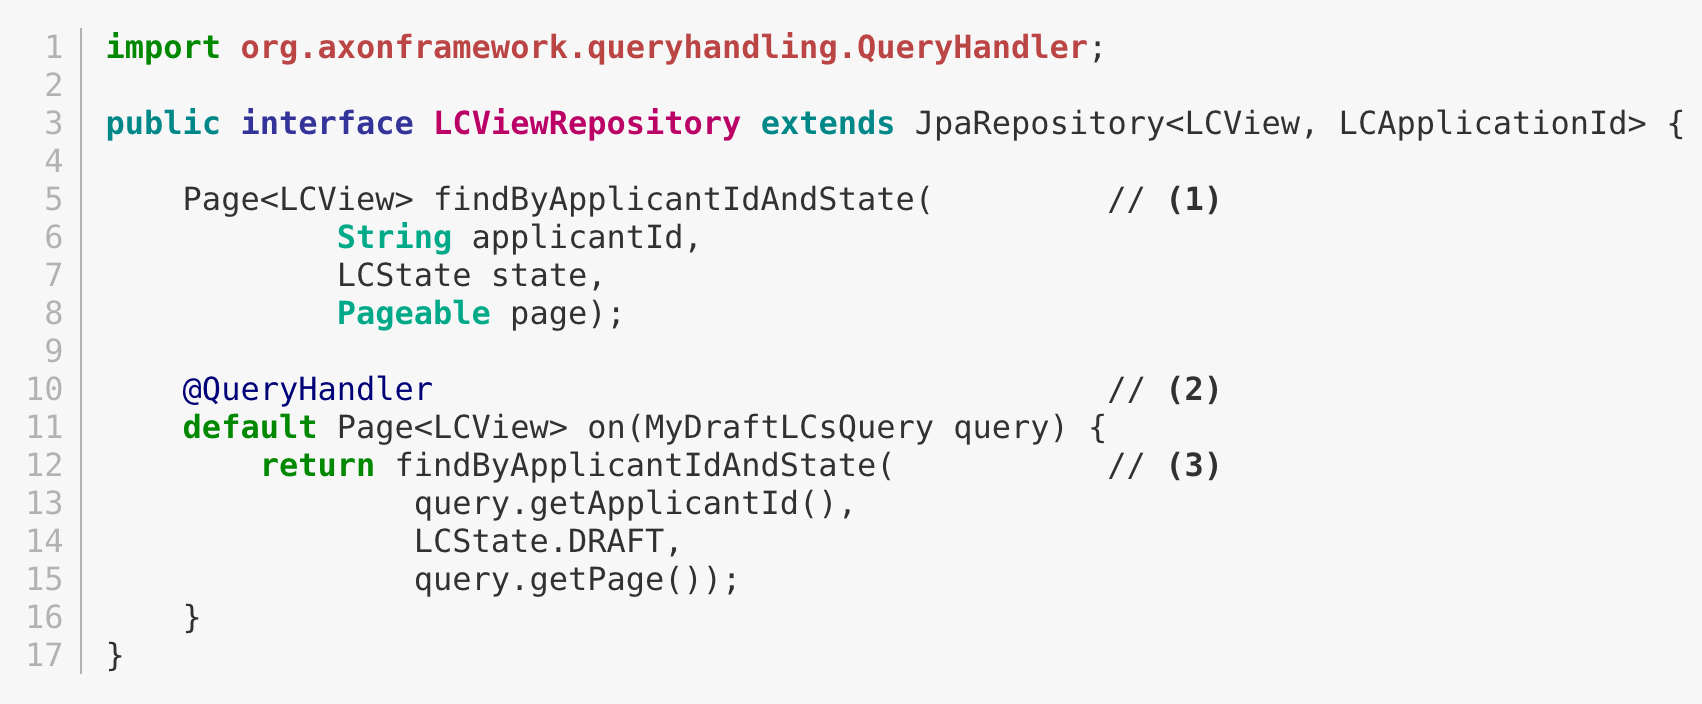 1 import org.axonframework.queryhandling.QueryHandler;
2
3 public interface LCViewRepository extends JpaRepository<LCView, LCApplicationId> {
4
5     Page<LCView> findByApplicantIdAndState(         // (1)
6             String applicantId,
7             LCState state,
8             Pageable page);
9
10     @QueryHandler                                   // (2)
11     default Page<LCView> on(MyDraftLCsQuery query) {
12         return findByApplicantIdAndState(           // (3)
13                 query.getApplicantId(),
14                 LCState.DRAFT,
15                 query.getPage());
16     }
17 }